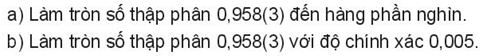 a) Làm tròn số thập phân 0,958(3) đến hàng phần nghìn.
b) Làm tròn số thập phân 0,958(3) với độ chính xác 0,005.